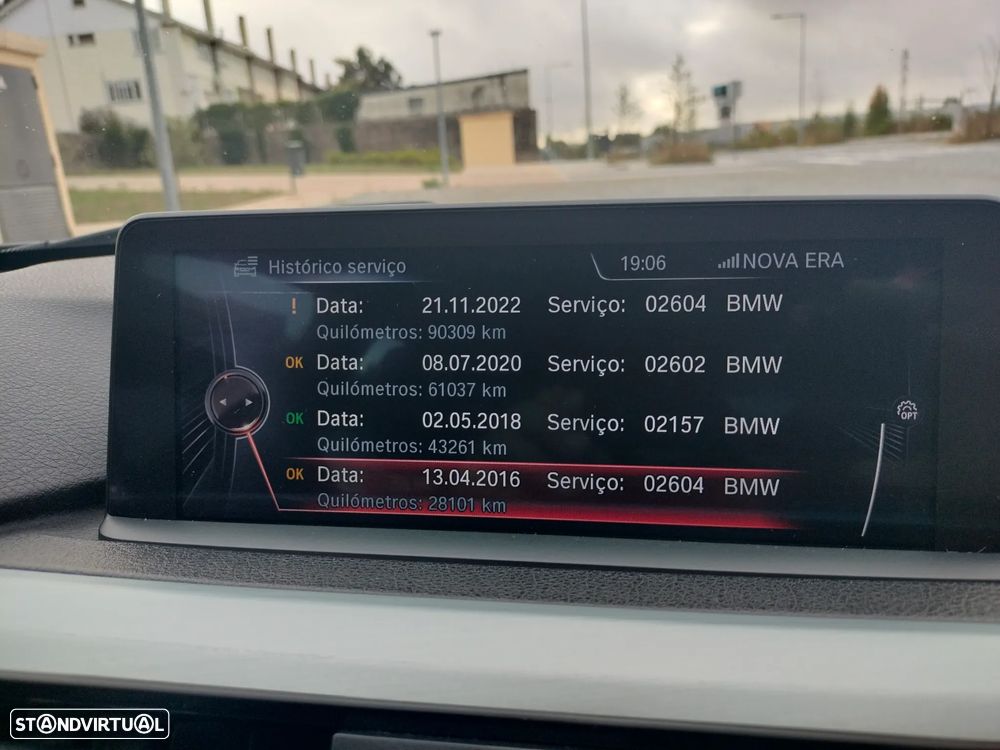 Histórico serviço 19:06 NOVA ERA
! Data: 21.11.2022 Serviço: 02604 BMW
Quilómetros: 90309 km
OK Data: 08.07.2020 Serviço: 02602 BMW
Quilómetros: 61037 km
OK Data: 02.05.2018 Serviço: 02157 BMW
Quilómetros: 43261 km
OK Data: 13.04.2016 Serviço: 02604 BMW
Quilómetros: 28101 km
OPT
STANDVIRTUAL